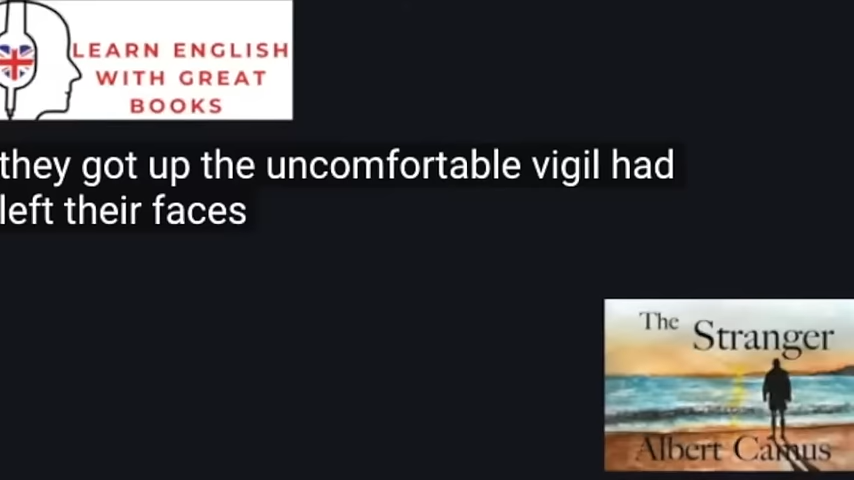 LEARN ENGLISH
WITH GREAT
BOOKS
they got up the uncomfortable vigil had
left their faces
The Stranger
Albert Camus